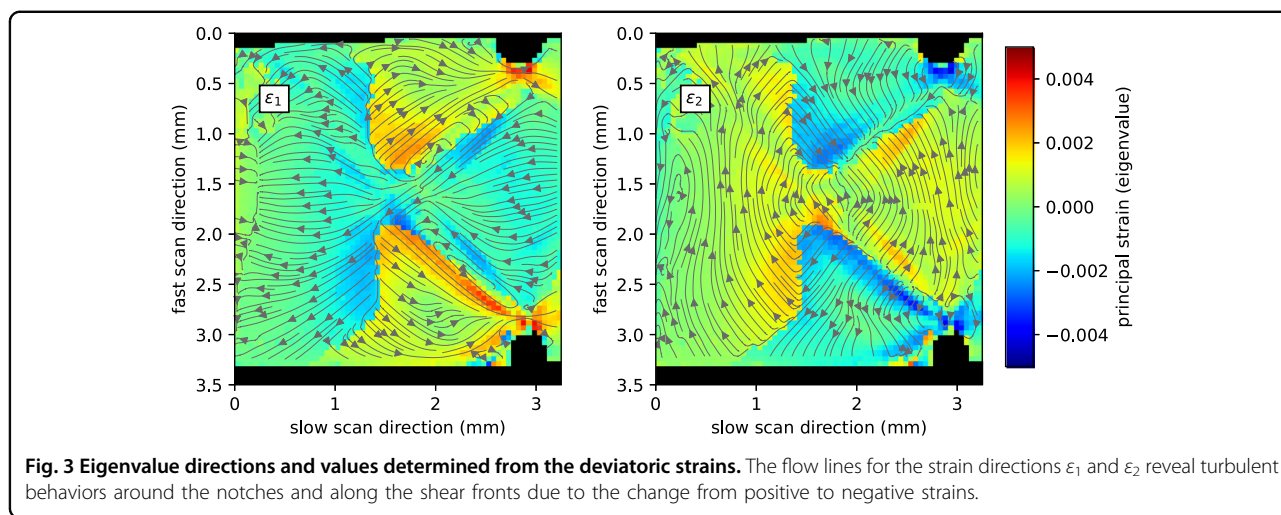 0.0
0.5
1.0
1.5
2.0
2.5
3.0
3.5
fast scan direction (mm)
ε1
0 1 2 3
slow scan direction (mm)
0.0
0.5
1.0
1.5
2.0
2.5
3.0
3.5
fast scan direction (mm)
ε2
0 1 2 3
slow scan direction (mm)
0.004
0.002
0.000
−0.002
−0.004
principal strain (eigenvalue)
Fig. 3 Eigenvalue directions and values determined from the deviatoric strains. The flow lines for the strain directions ε1 and ε2 reveal turbulent
behaviors around the notches and along the shear fronts due to the change from positive to negative strains.